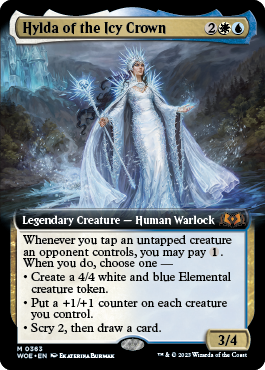 Hylda of the Icy Crown 2
Legendary Creature — Human Warlock
Whenever you tap an untapped creature
an opponent controls, you may pay 1.
When you do, choose one —
• Create a 4/4 white and blue Elemental
creature token.
• Put a +1/+1 counter on each creature
you control.
• Scry 2, then draw a card.
3/4
M 0363
WOE • EN Ekaterina Burmak
™ & © 2023 Wizards of the Coast